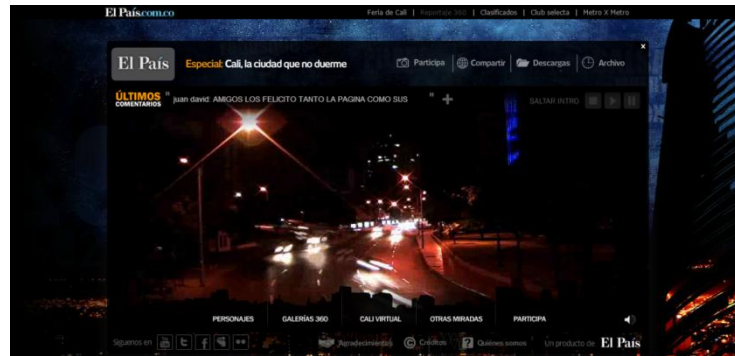 El País.com.co
Feria de Cali | Reportaje 360 | Clasificados | Club selecta | Metro X Metro
x
El País Especial: Cali, la ciudad que no duerme Participa Compartir Descargas Archivo
ÚLTIMOS COMENTARIOS " juan david: AMIGOS LOS FELICITO TANTO LA PAGINA COMO SUS " + SALTAR INTRO
PERSONAJES GALERÍAS 360 CALI VIRTUAL OTRAS MIRADAS PARTICIPA
Síguenos en t f Agradecimientos © Créditos ? Quiénes somos Un producto de El País